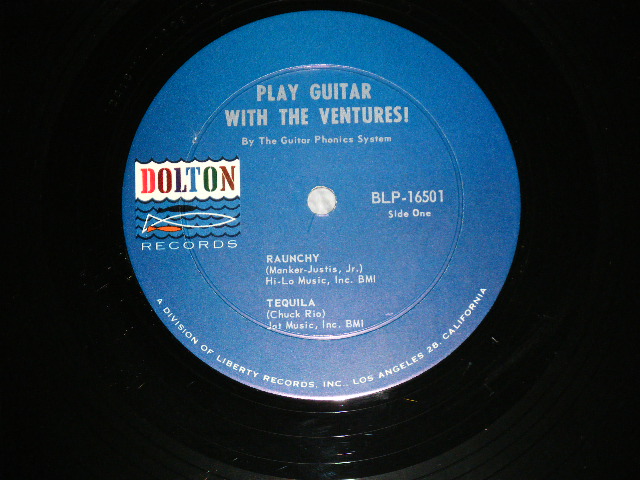 PLAY GUITAR
WITH THE VENTURES!
By The Guitar Phonics System
DOLTON
RECORDS
BLP-16501
Side One
RAUNCHY
(Manker-Justis, Jr.)
Hi-Lo Music, Inc. BMI
TEQUILA
(Chuck Rio)
Jat Music, Inc. BMI
A DIVISION OF LIBERTY RECORDS, INC., LOS ANGELES 28, CALIFORNIA